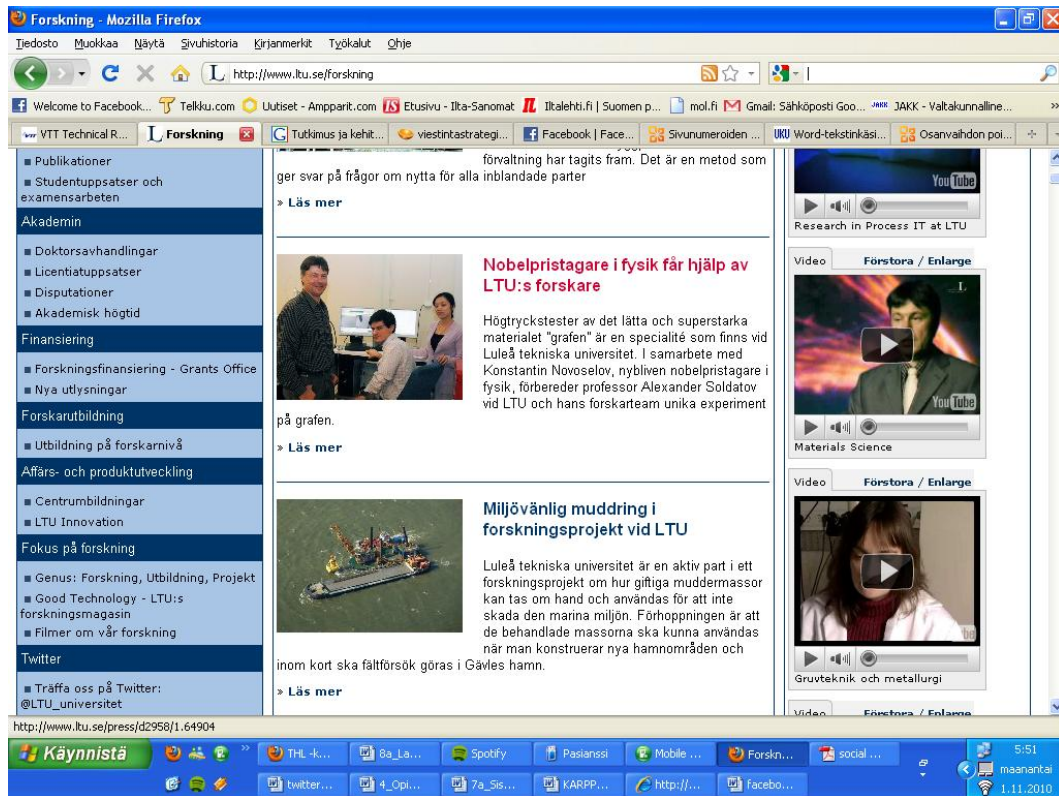 Forskning - Mozilla Firefox
Tiedosto Muokkaa Näytä Sivuhistoria Kirjanmerkit Työkalut Ohje
L http://www.ltu.se/forskning
Welcome to Facebook... Telkku.com Uutiset - Ampparit.com Etusivu - Ilta-Sanomat Iltalehti.fi | Suomen p... mol.fi Gmail: Sähköposti Goo... JAKK - Valtakunnalline... »
VTT Technical R... Forskning Tutkimus ja kehit... viestintastrategi... Facebook | Face... Sivunumeroiden ... Word-tekstinkäsi... Osanvaihdon poi...
Publikationer
Studentuppsatser och
examensarbeten
Akademin
Doktorsavhandlingar
Licentiatuppsatser
Disputationer
Akademisk högtid
Finansiering
Forskningsfinansiering - Grants Office
Nya utlysningar
Forskarutbildning
Utbildning på forskarnivå
Affärs- och produktutveckling
Centrumbildningar
LTU Innovation
Fokus på forskning
Genus: Forskning, Utbildning, Projekt
Good Technology - LTU:s
forskningsmagasin
Filmer om vår forskning
Twitter
Träffa oss på Twitter:
@LTU_universitet
förvaltning har tagits fram. Det är en metod som
ger svar på frågor om nytta för alla inblandade parter
» Läs mer
Nobelpristagare i fysik får hjälp av
LTU:s forskare
Högtryckstester av det lätta och superstarka
materialet "grafen" är en specialité som finns vid
Luleå tekniska universitet. I samarbete med
Konstantin Novoselov, nybliven nobelpristagare i
fysik, förbereder professor Alexander Soldatov
vid LTU och hans forskarteam unika experiment
på grafen.
» Läs mer
Miljövänlig muddring i
forskningsprojekt vid LTU
Luleå tekniska universitet är en aktiv part i ett
forskningsprojekt om hur giftiga muddermassor
kan tas om hand och användas för att inte
skada den marina miljön. Förhoppningen är att
de behandlade massorna ska kunna användas
när man konstruerar nya hamnområden och
inom kort ska fältförsök göras i Gävles hamn.
» Läs mer
YouTube
Research in Process IT at LTU
Video Förstora / Enlarge
L
YouTube
Materials Science
Video Förstora / Enlarge
Gruvteknik och metallurgi
Video Förstora / Enlarge
http://www.ltu.se/press/d2958/1.64904
Käynnistä » THL -k... 8a_La... Spotify Pasianssi Mobile ... Forskn... social ... 5:51
maanantai
twitter... 4_Opi... 7a_Sis... KARPP... http://... facebo... 1.11.2010